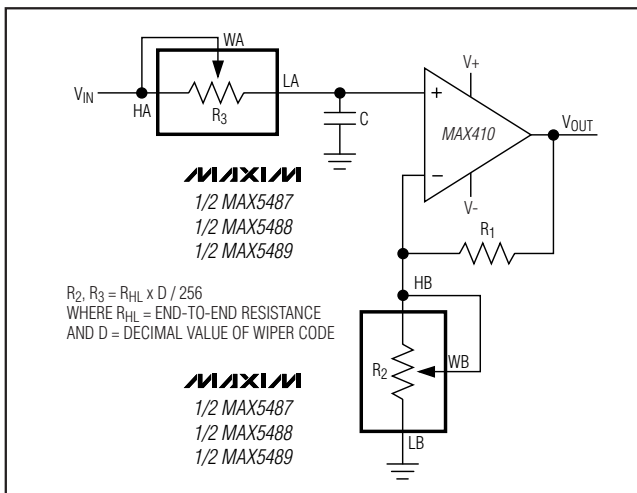 WA
V+
V_IN
LA
HA
R_3
+
C
MAX410
V_OUT
−
V-
R_1
MAXIM
1/2 MAX5487
1/2 MAX5488
1/2 MAX5489
HB
R_2, R_3 = R_HL x D / 256
WHERE R_HL = END-TO-END RESISTANCE
AND D = DECIMAL VALUE OF WIPER CODE
R_2
WB
MAXIM
1/2 MAX5487
1/2 MAX5488
1/2 MAX5489
LB